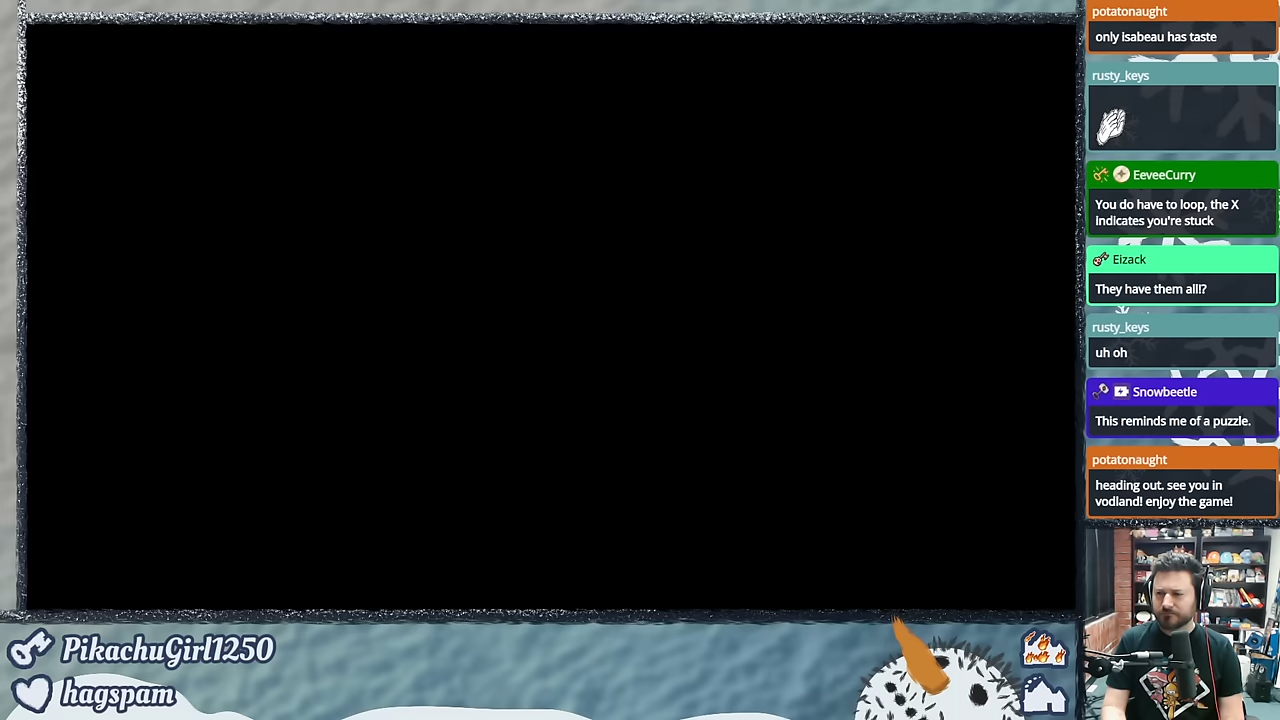 potatonaught
only isabeau has taste
rusty_keys
EeveeCurry
You do have to loop, the X
indicates you're stuck
Eizack
They have them all!?
rusty_keys
uh oh
Snowbeetle
This reminds me of a puzzle.
potatonaught
heading out. see you in
vodland! enjoy the game!
PikachuGirl1250
hagspam